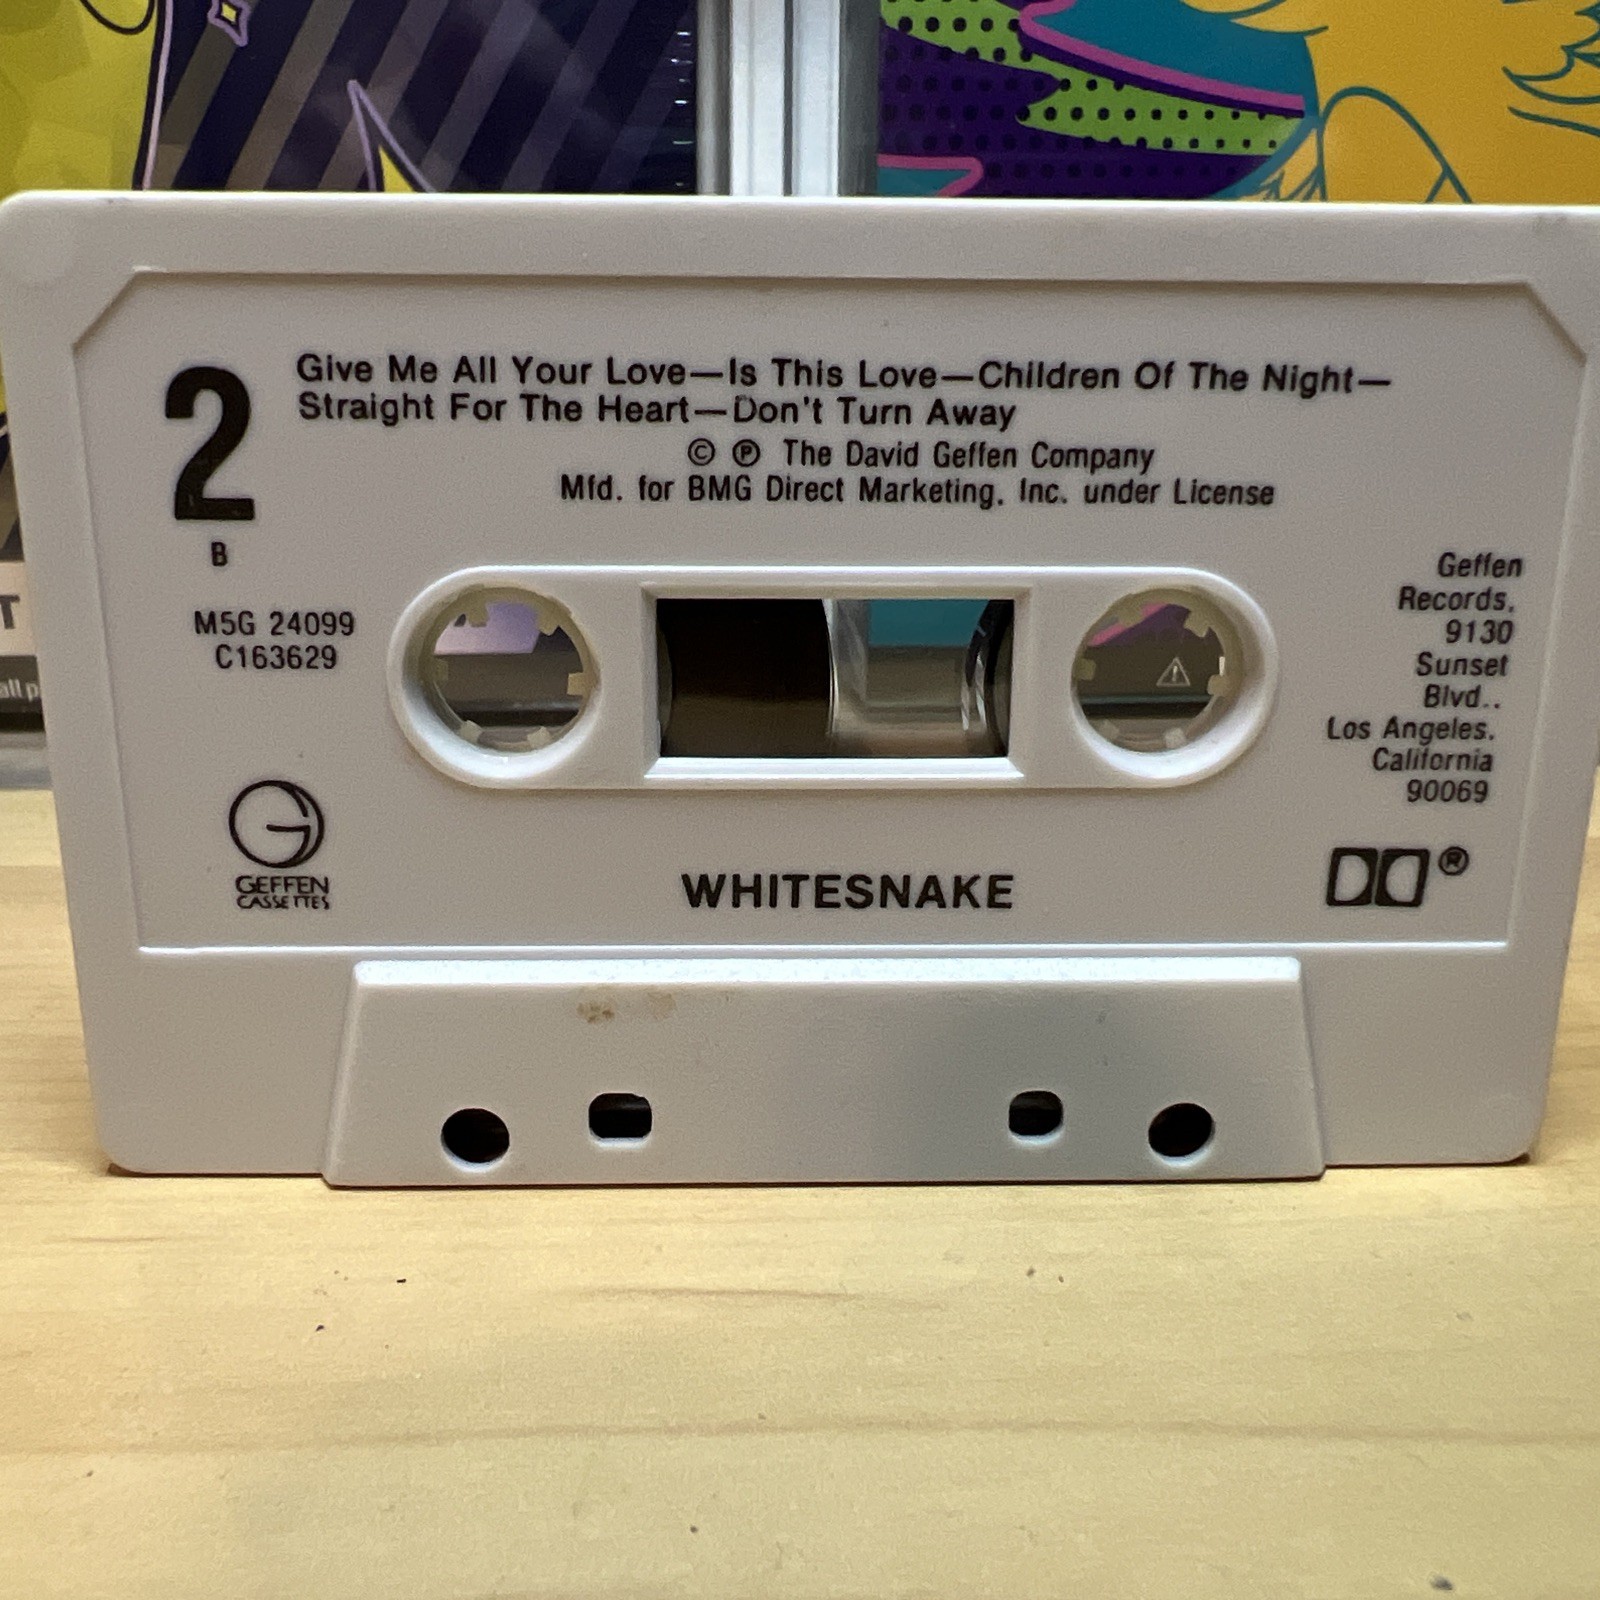 Give Me All Your Love—Is This Love—Children Of The Night—
Straight For The Heart—Don't Turn Away
© ℗ The David Geffen Company
Mfd. for BMG Direct Marketing, Inc. under License
2
B
M5G 24099
C163629
Geffen
Records,
9130
Sunset
Blvd..
Los Angeles,
California
90069
GEFFEN
CASSETTES
WHITESNAKE
®
T
all p